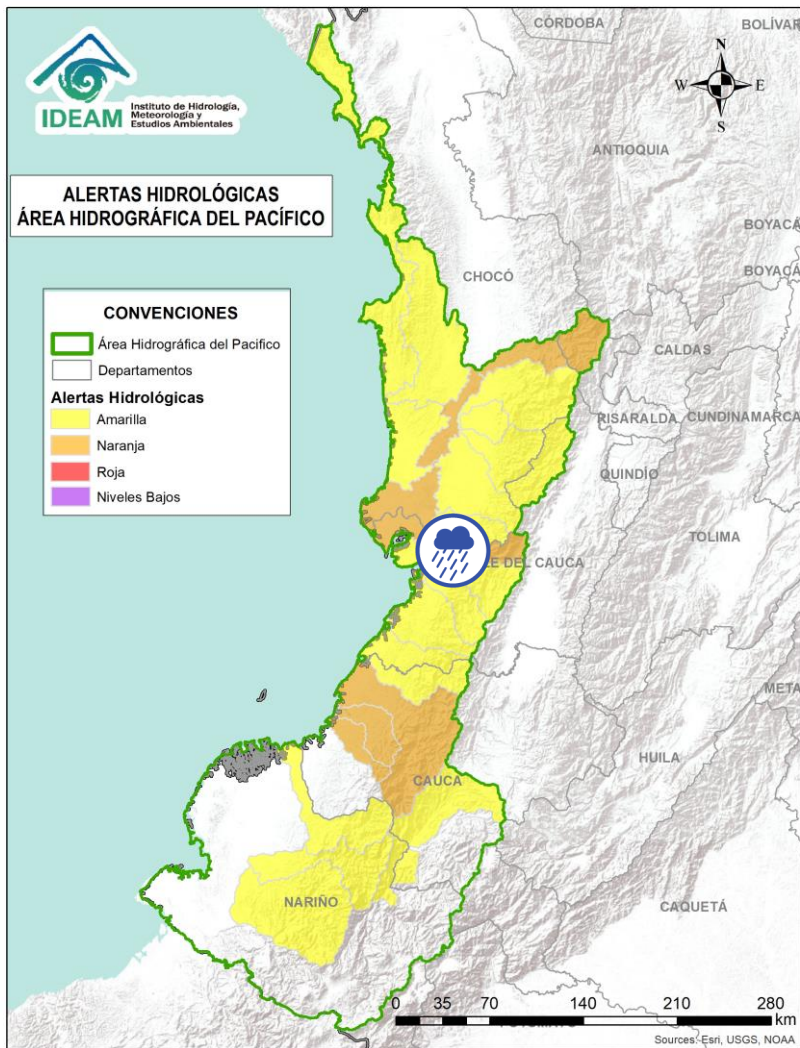 CÓRDOBA
BOLÍVAR
N
W
E
S
IDEAM
Instituto de Hidrología,
Meteorología y
Estudios Ambientales
ANTIOQUIA
ALERTAS HIDROLÓGICAS
ÁREA HIDROGRÁFICA DEL PACÍFICO
BOYACÁ
BOYACÁ
CHOCÓ
CONVENCIONES
Área Hidrográfica del Pacifico
Departamentos
Alertas Hidrológicas
Amarilla
Naranja
Roja
Niveles Bajos
CALDAS
RISARALDA
CUNDINAMARCA
QUINDÍO
TOLIMA
LE DEL CAUCA
META
HUILA
CAUCA
NARIÑO
CAQUETÁ
0 35 70 140 210 280
km
Sources: Esri, USGS, NOAA